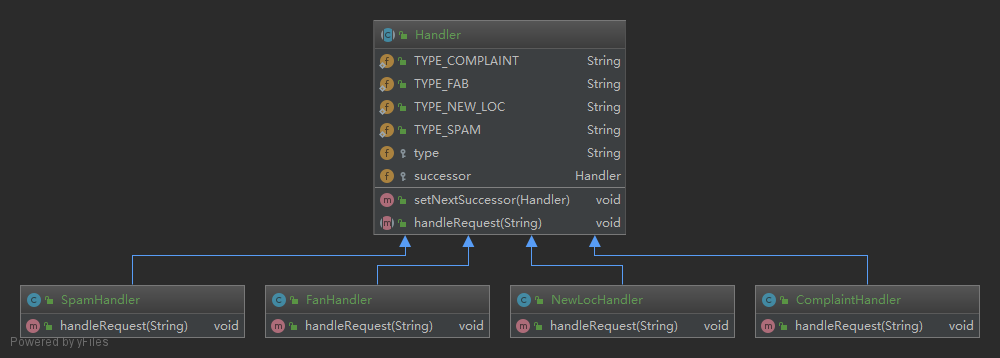 Handler
TYPE_COMPLAINT String
TYPE_FAB String
TYPE_NEW_LOC String
TYPE_SPAM String
type String
successor Handler
setNextSuccessor(Handler) void
handleRequest(String) void
SpamHandler FanHandler NewLocHandler ComplaintHandler
handleRequest(String) void handleRequest(String) void handleRequest(String) void handleRequest(String) void
Powered by yFiles